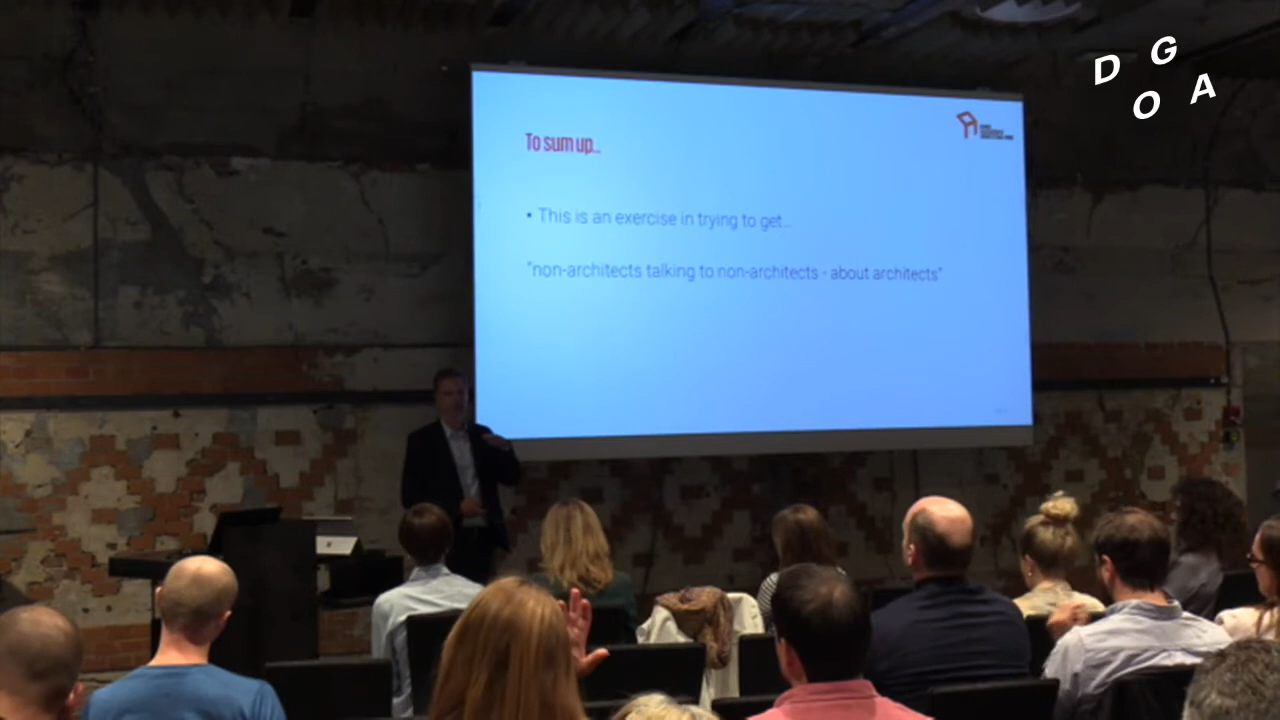 D G
O A
To sum up...
• This is an exercise in trying to get...
"non-architects talking to non-architects - about architects"